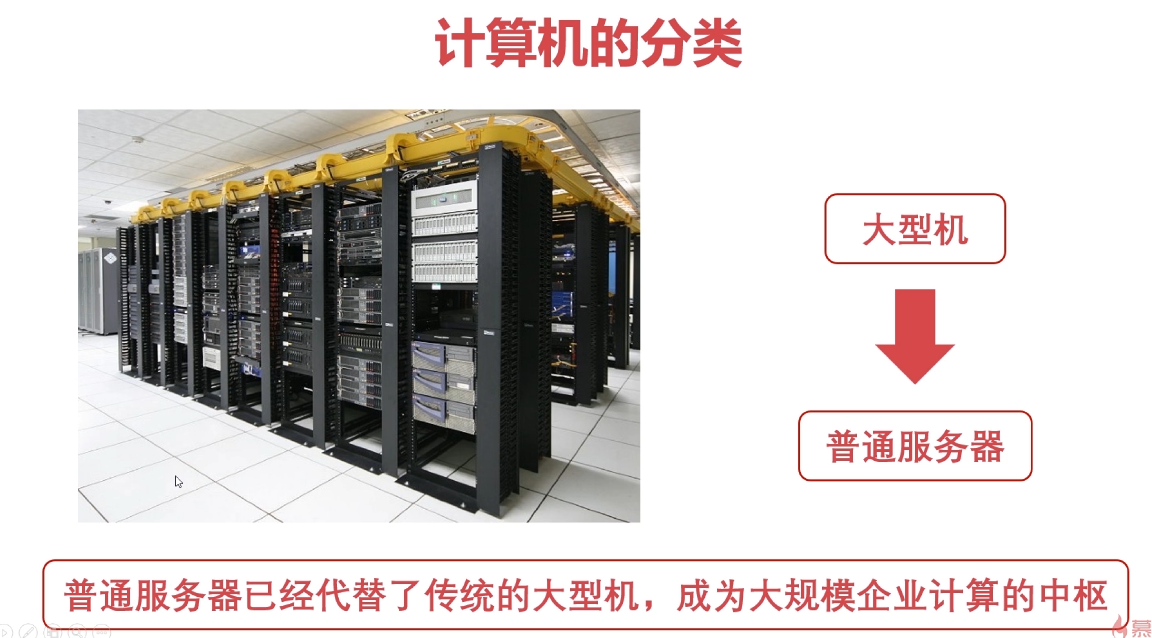 计算机的分类
大型机
普通服务器
普通服务器已经代替了传统的大型机，成为大规模企业计算的中枢
慕